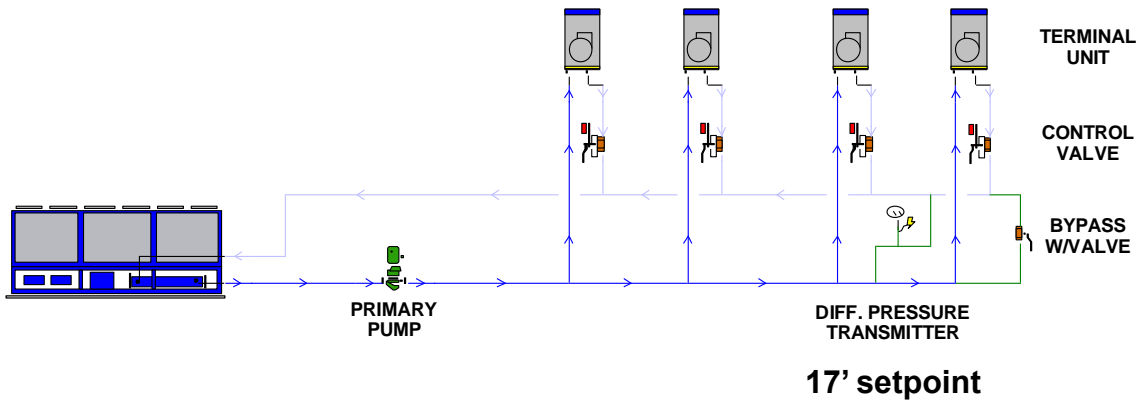 TERMINAL
UNIT
CONTROL
VALVE
BYPASS
W/VALVE
PRIMARY
PUMP
DIFF. PRESSURE
TRANSMITTER
17’ setpoint